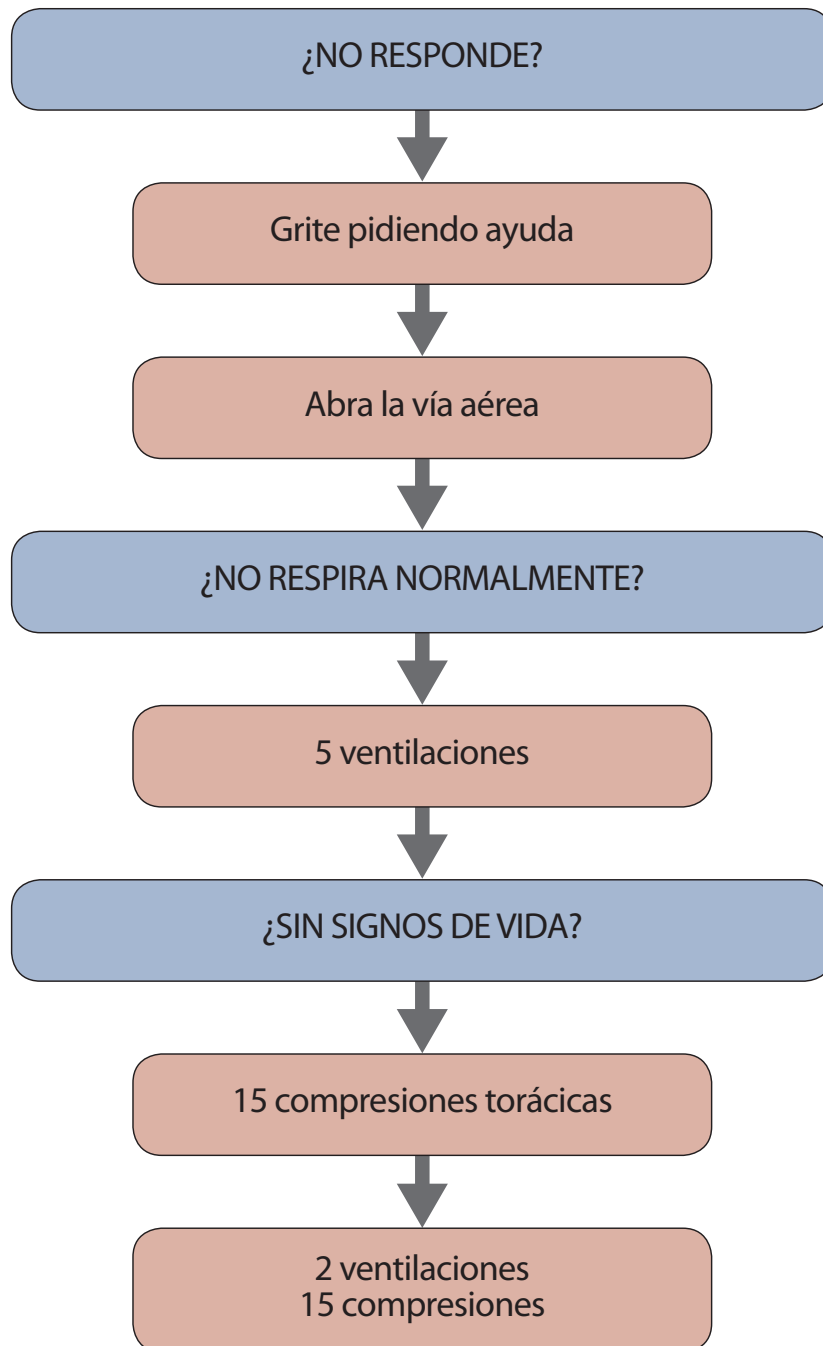 ¿NO RESPONDE?
Grite pidiendo ayuda
Abra la vía aérea
¿NO RESPIRA NORMALMENTE?
5 ventilaciones
¿SIN SIGNOS DE VIDA?
15 compresiones torácicas
2 ventilaciones
15 compresiones